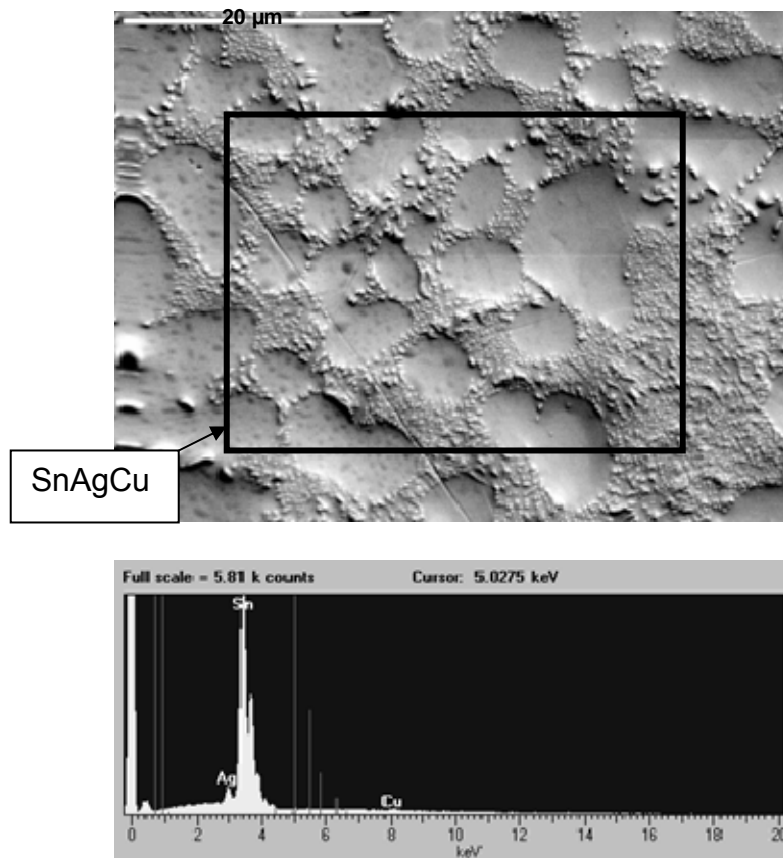 20 µm
SnAgCu
Full scale = 5.81 k counts Cursor: 5.0275 keV
Sn
Ag
Cu
0 2 4 6 8 10 12 14 16 18 20
keV